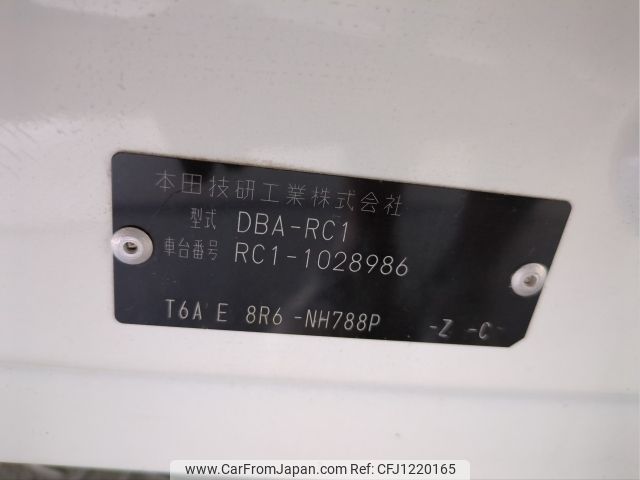 本田技研工業株式会社
型式 DBA-RC1
車台番号 RC1-1028986
T6A E 8R6 -NH788P -Z -C
www.CarFromJapan.com | Ref: CFJ1220165